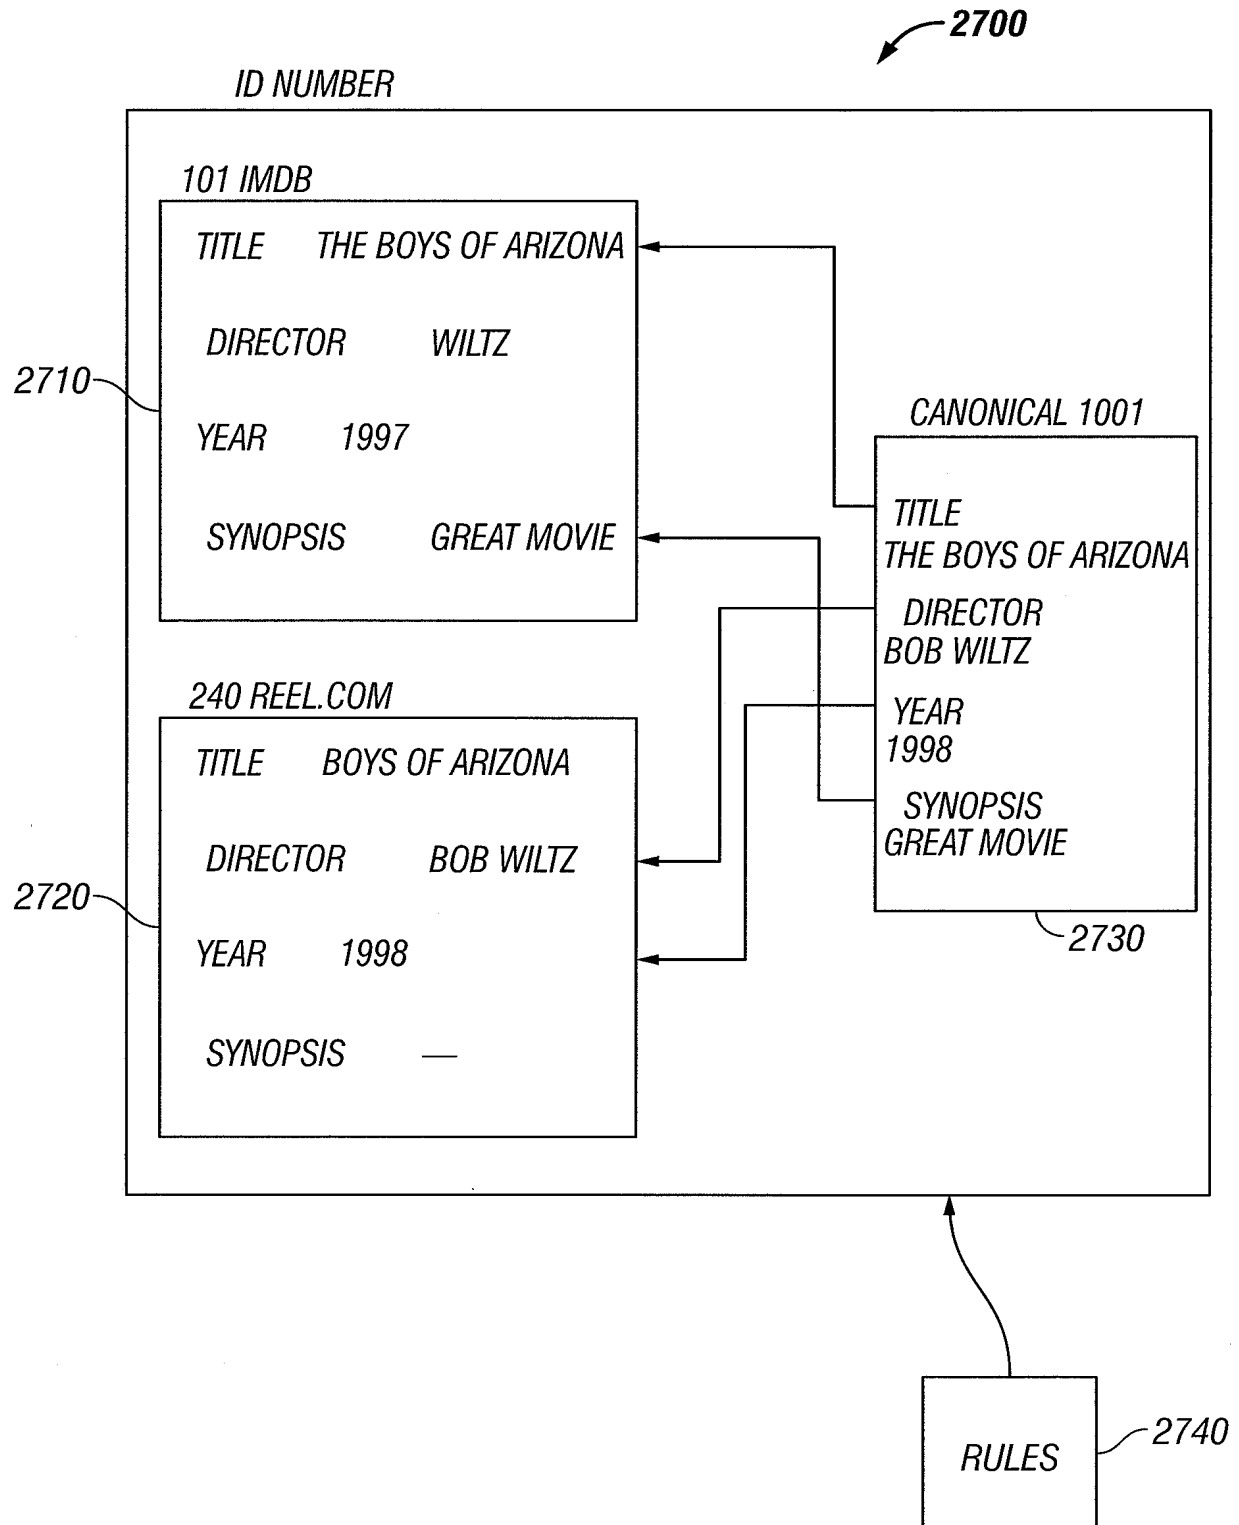 2700
ID NUMBER
101 IMDB
TITLE THE BOYS OF ARIZONA
DIRECTOR WILTZ
2710
YEAR 1997
SYNOPSIS GREAT MOVIE
240 REEL.COM
TITLE BOYS OF ARIZONA
DIRECTOR BOB WILTZ
2720
YEAR 1998
SYNOPSIS —
CANONICAL 1001
TITLE
THE BOYS OF ARIZONA
DIRECTOR
BOB WILTZ
YEAR
1998
SYNOPSIS
GREAT MOVIE
2730
RULES
2740